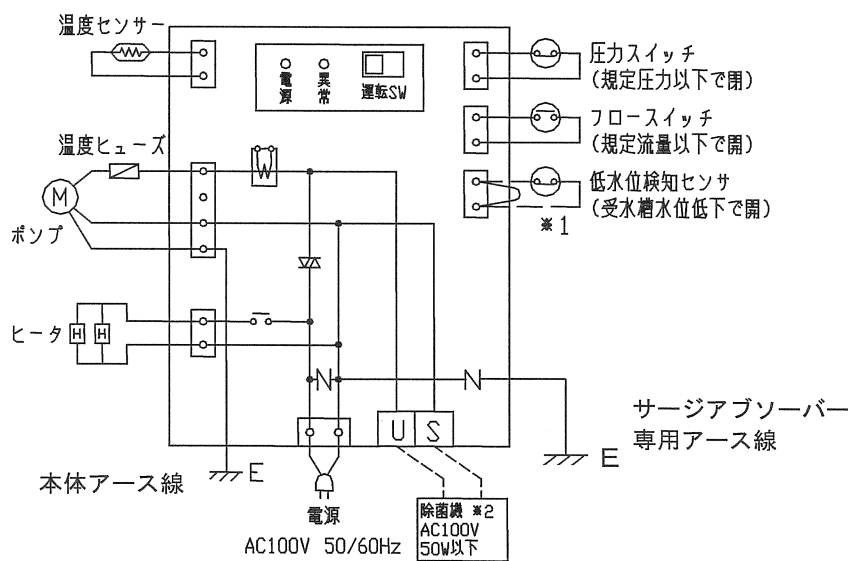 温度センサー
電源
異常
運転SW
圧力スイッチ
(規定圧力以下で閉)
フロースイッチ
(規定流量以下で開)
温度ヒューズ
低水位検知センサ
(受水槽水位低下で開)
※1
M
ポンプ
ヒータ
H H
U S
サージアブソーバー
専用アース線
E
本体アース線
E
電源
AC100V 50/60Hz
除菌機 ※2
AC100V
50W以下